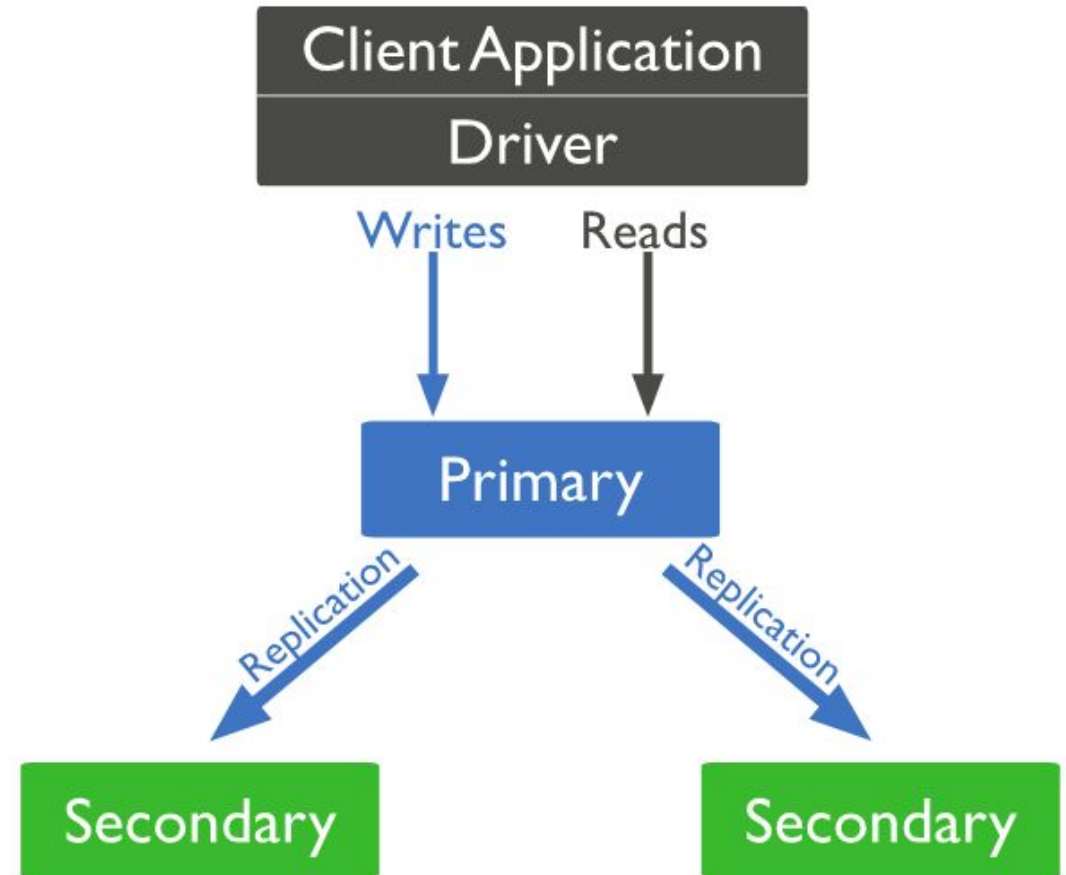 Client Application
Driver
Writes
Reads
Primary
Replication
Replication
Secondary
Secondary